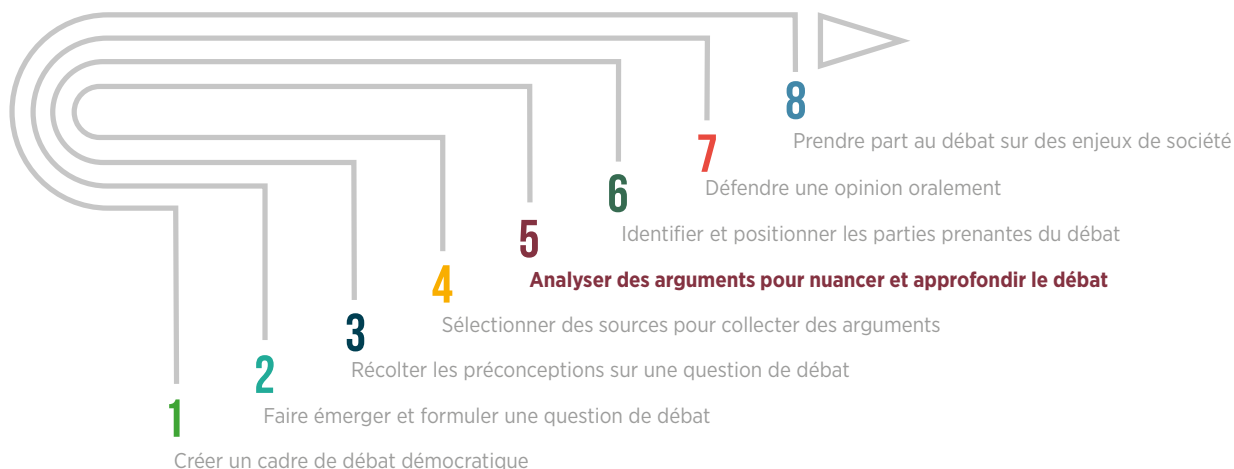 8
Prendre part au débat sur des enjeux de société
7
Défendre une opinion oralement
6
Identifier et positionner les parties prenantes du débat
5
Analyser des arguments pour nuancer et approfondir le débat
4
Sélectionner des sources pour collecter des arguments
3
Récolter les préconceptions sur une question de débat
2
Faire émerger et formuler une question de débat
1
Créer un cadre de débat démocratique